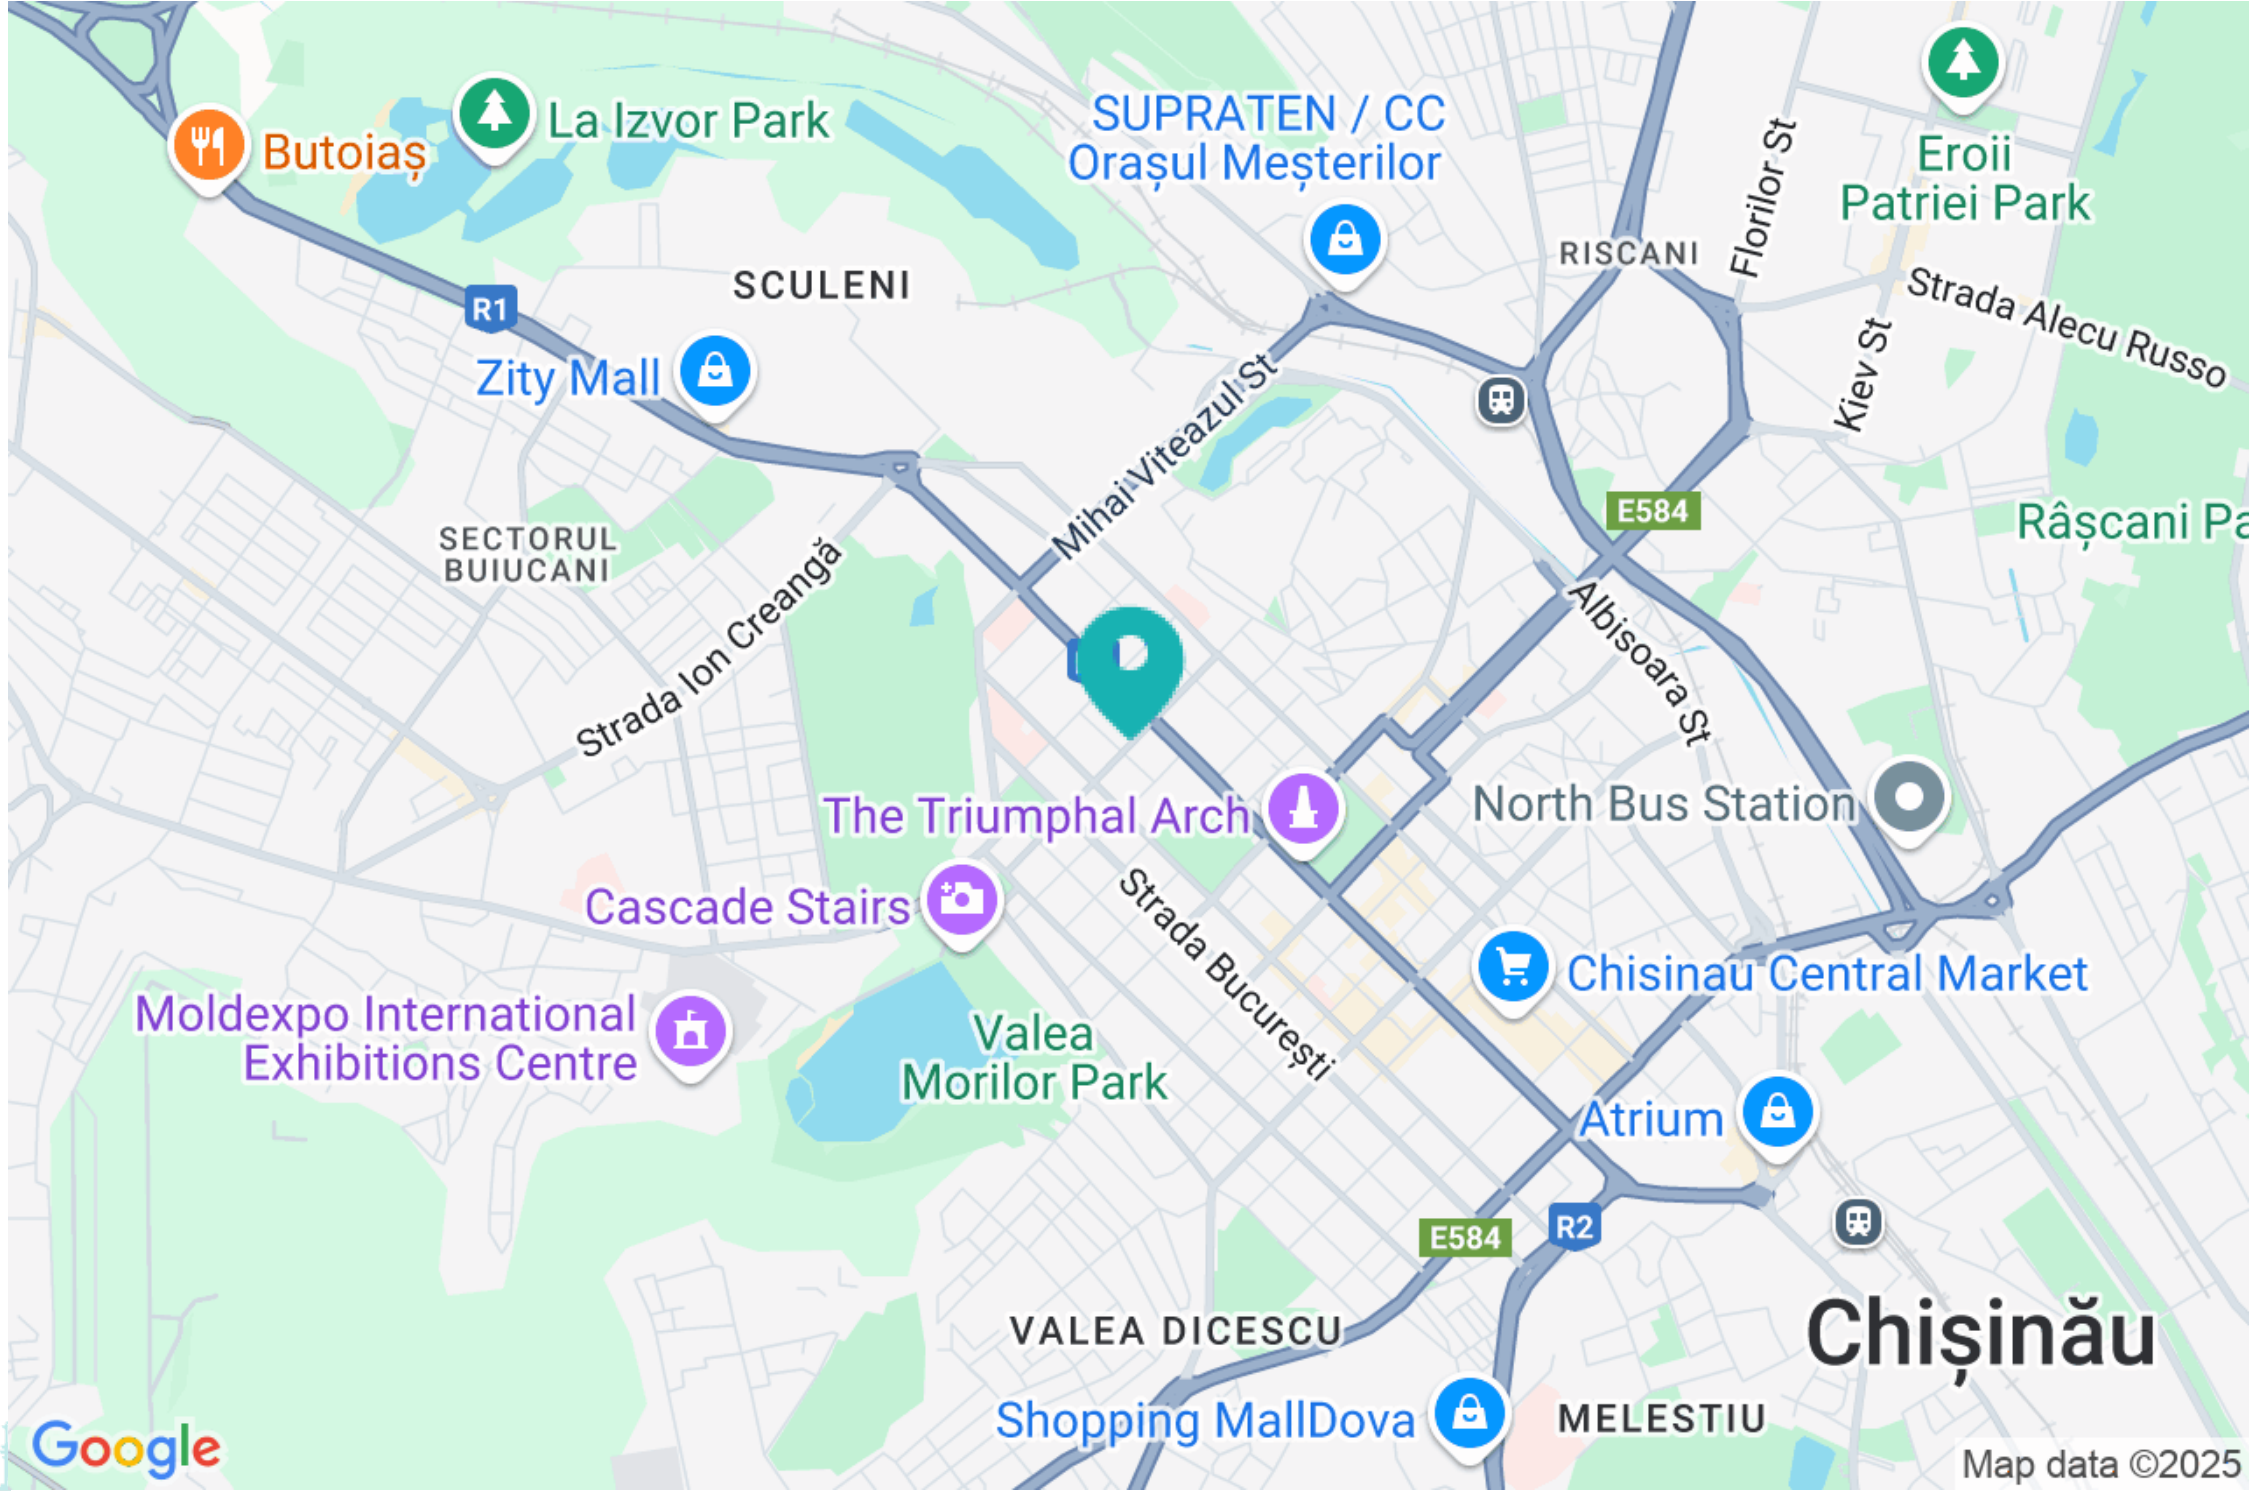 SUPRATEN / CC
Orașul Meșterilor
La Izvor Park
Butoiaș
Eroii
Patriei Park
Florilor St
RISCANI
SCULENI
R1
Strada Alecu Russo
Kiev St
Zity Mall
Mihai Viteazul St
E584
Râșcani Pa
SECTORUL
BUIUCANI
Strada Ion Creangă
Albisoara St
The Triumphal Arch
North Bus Station
Cascade Stairs
Strada București
Chisinau Central Market
Moldexpo International
Exhibitions Centre
Valea
Morilor Park
Atrium
E584
R2
VALEA DICESCU
Chișinău
Shopping MallDova
MELESTIU
Google
Map data ©2025